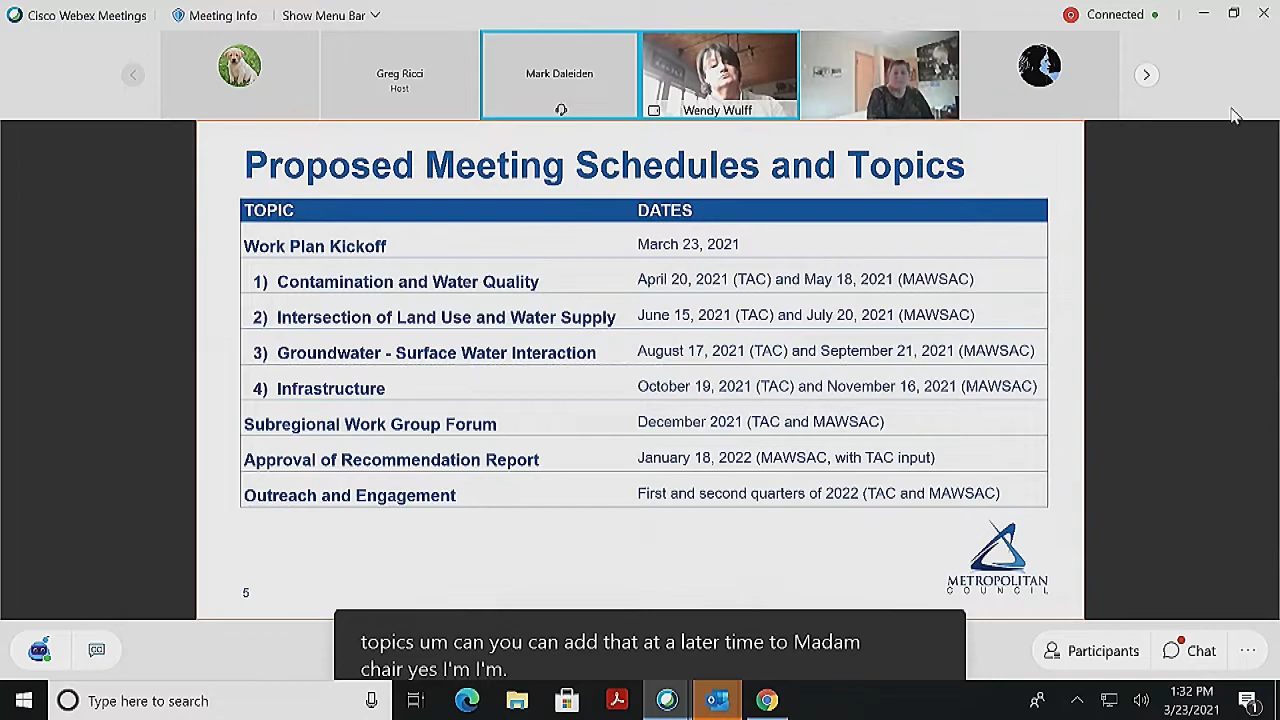 Cisco Webex Meetings
Meeting Info
Show Menu Bar
Connected
Greg Ricci
Host
Mark Daleiden
Wendy Wulff
Proposed Meeting Schedules and Topics
TOPIC DATES
Work Plan Kickoff March 23, 2021
1) Contamination and Water Quality April 20, 2021 (TAC) and May 18, 2021 (MAWSAC)
2) Intersection of Land Use and Water Supply June 15, 2021 (TAC) and July 20, 2021 (MAWSAC)
3) Groundwater - Surface Water Interaction August 17, 2021 (TAC) and September 21, 2021 (MAWSAC)
4) Infrastructure October 19, 2021 (TAC) and November 16, 2021 (MAWSAC)
Subregional Work Group Forum December 2021 (TAC and MAWSAC)
Approval of Recommendation Report January 18, 2022 (MAWSAC, with TAC input)
Outreach and Engagement First and second quarters of 2022 (TAC and MAWSAC)
METROPOLITAN
COUNCIL
5
topics um can you can add that at a later time to Madam
chair yes I'm I'm.
CC
Participants
Chat
Type here to search
1:32 PM
3/23/2021
1